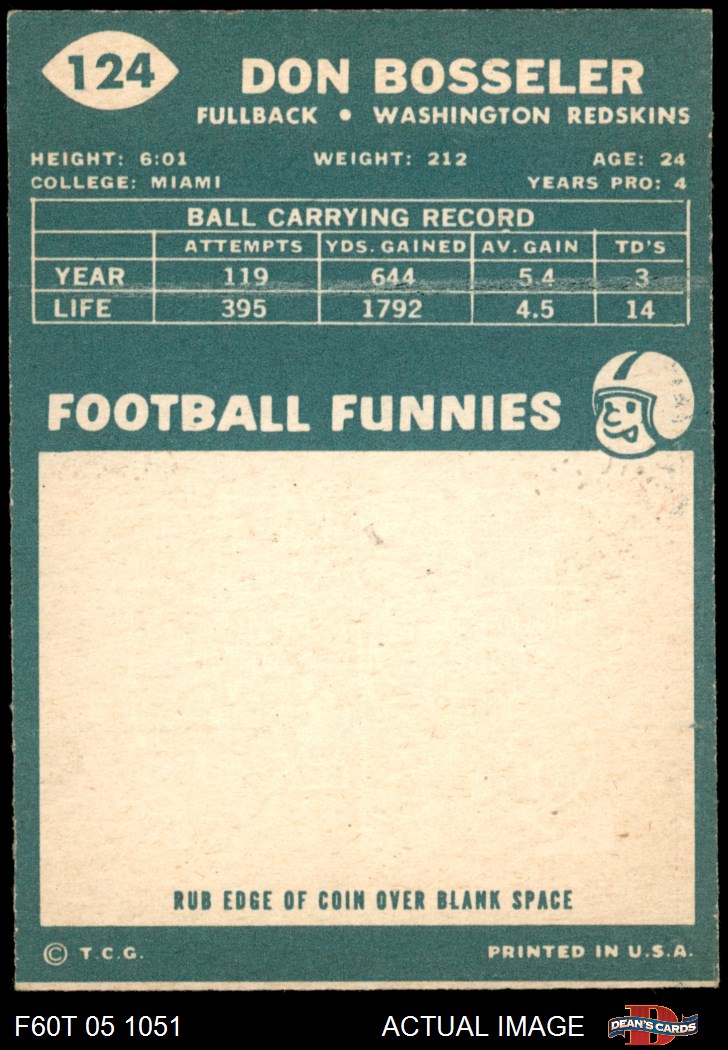 124
DON BOSSELER
FULLBACK • WASHINGTON REDSKINS
HEIGHT: 6:01 WEIGHT: 212 AGE: 24
COLLEGE: MIAMI YEARS PRO: 4
BALL CARRYING RECORD
ATTEMPTS YDS. GAINED AV. GAIN TD'S
YEAR 119 644 5.4 3
LIFE 395 1792 4.5 14
FOOTBALL FUNNIES
RUB EDGE OF COIN OVER BLANK SPACE
© T.C.G. PRINTED IN U.S.A.
F60T 05 1051 ACTUAL IMAGE D DEAN'S CARDS